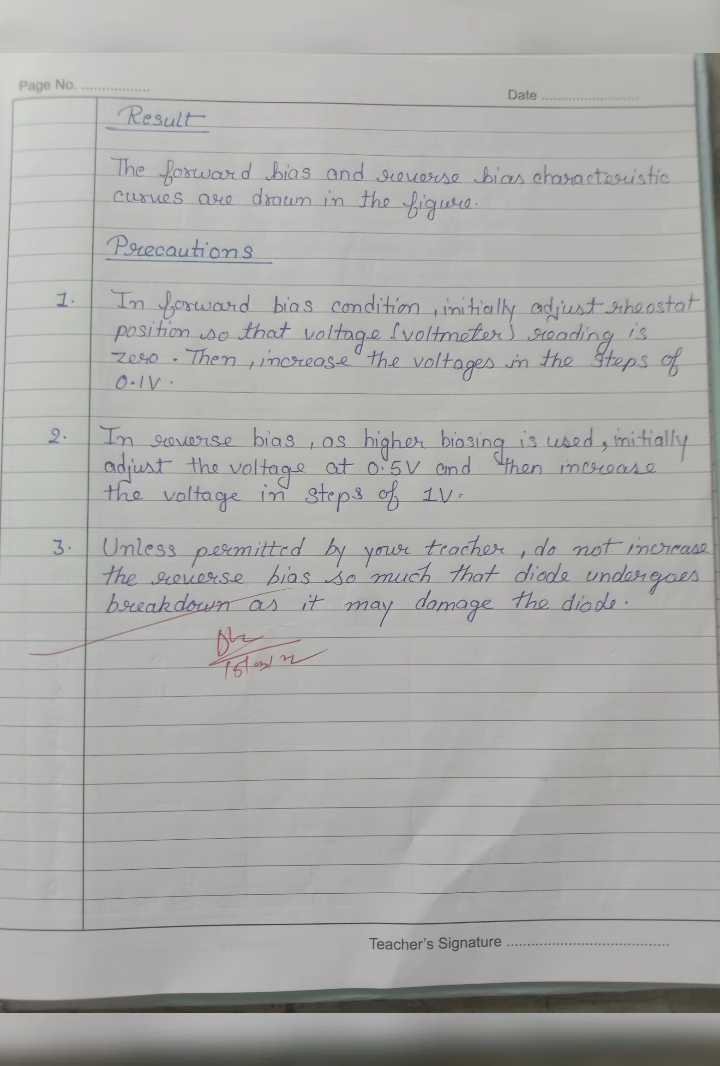 Page No. ..................
Date ..........................
Result
The forward bias and reverse bias characteristic
curves are drawn in the figure.
Precautions
1. In forward bias condition, initially adjust rheostat
position so that voltage (voltmeter) reading is
zero. Then, increase the voltages in the steps of
0.1V.
2. In reverse bias, as higher biasing is used, initially
adjust the voltage at 0.5V and then increase
the voltage in steps of 1V.
3. Unless permitted by your teacher, do not increase
the reverse bias so much that diode undergoes
breakdown as it may damage the diode.
Teacher's Signature ..........................................